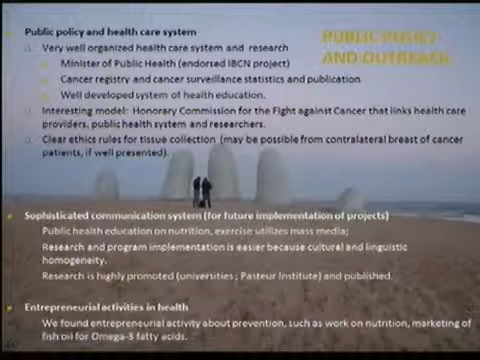 PUBLIC POLICY
AND OUTREACH
Public policy and health care system
Very well organized health care system and research
Minister of Public Health (endorsed IBCN project)
Cancer registry and cancer surveillance statistics and publication
Well developed system of health education.
Interesting model: Honorary Commission for the Fight against Cancer that links health care
providers, public health system and researchers.
Clear ethics rules for tissue collection (may be possible from contralateral breast of cancer
patients, if well presented).
Sophisticated communication system (for future implementation of projects)
Public health education on nutrition, exercise utilizes mass media;
Research and program implementation is easier because cultural and linguistic
homogeneity.
Research is highly promoted (universities ; Pasteur Institute) and published.
Entrepreneurial activities in health
We found entrepreneurial activity about prevention, such as work on nutrition, marketing of
fish oil for Omega-3 fatty acids.